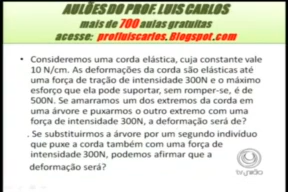 AULÕES DO PROF. LUIS CARLOS
mais de 700 aulas gratuitas
acesse: profluiscarlos.Blogspot.com
• Consideremos uma corda elástica, cuja constante vale
10 N/cm. As deformações da corda são elásticas até
uma força de tração de intensidade 300N e o máximo
esforço que ela pode suportar, sem romper-se, é de
500N. Se amarramos um dos extremos da corda em
uma árvore e puxarmos o outro extremo com uma
força de intensidade 300N, a deformação será de?
. Se substituirmos a árvore por um segundo indivíduo
que puxe a corda também com uma força de
intensidade 300N, podemos afirmar que a
deformação será?